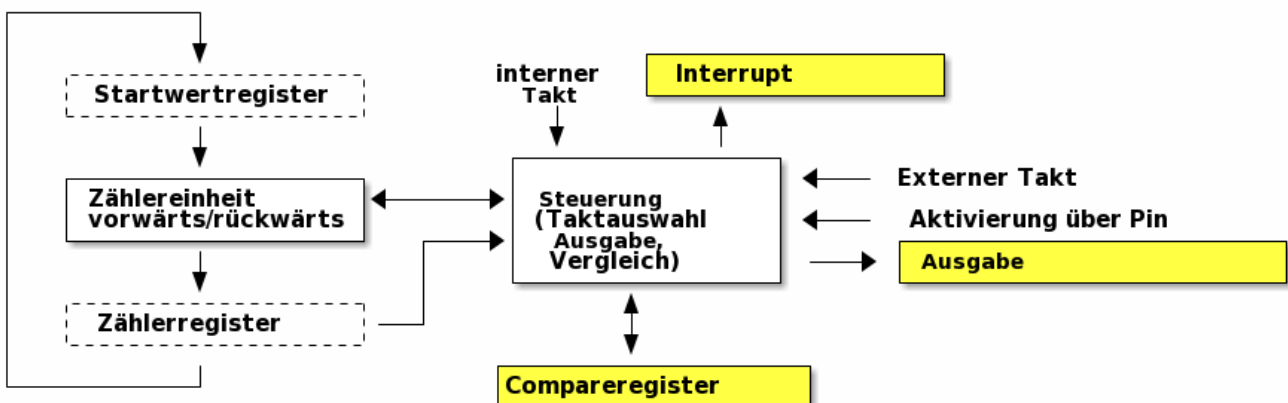 Startwertregister
Zählereinheit
vorwärts/rückwärts
Zählerregister
interner
Takt
Interrupt
Steuerung
(Taktauswahl
Ausgabe,
Vergleich)
Externer Takt
Aktivierung über Pin
Ausgabe
Compareregister